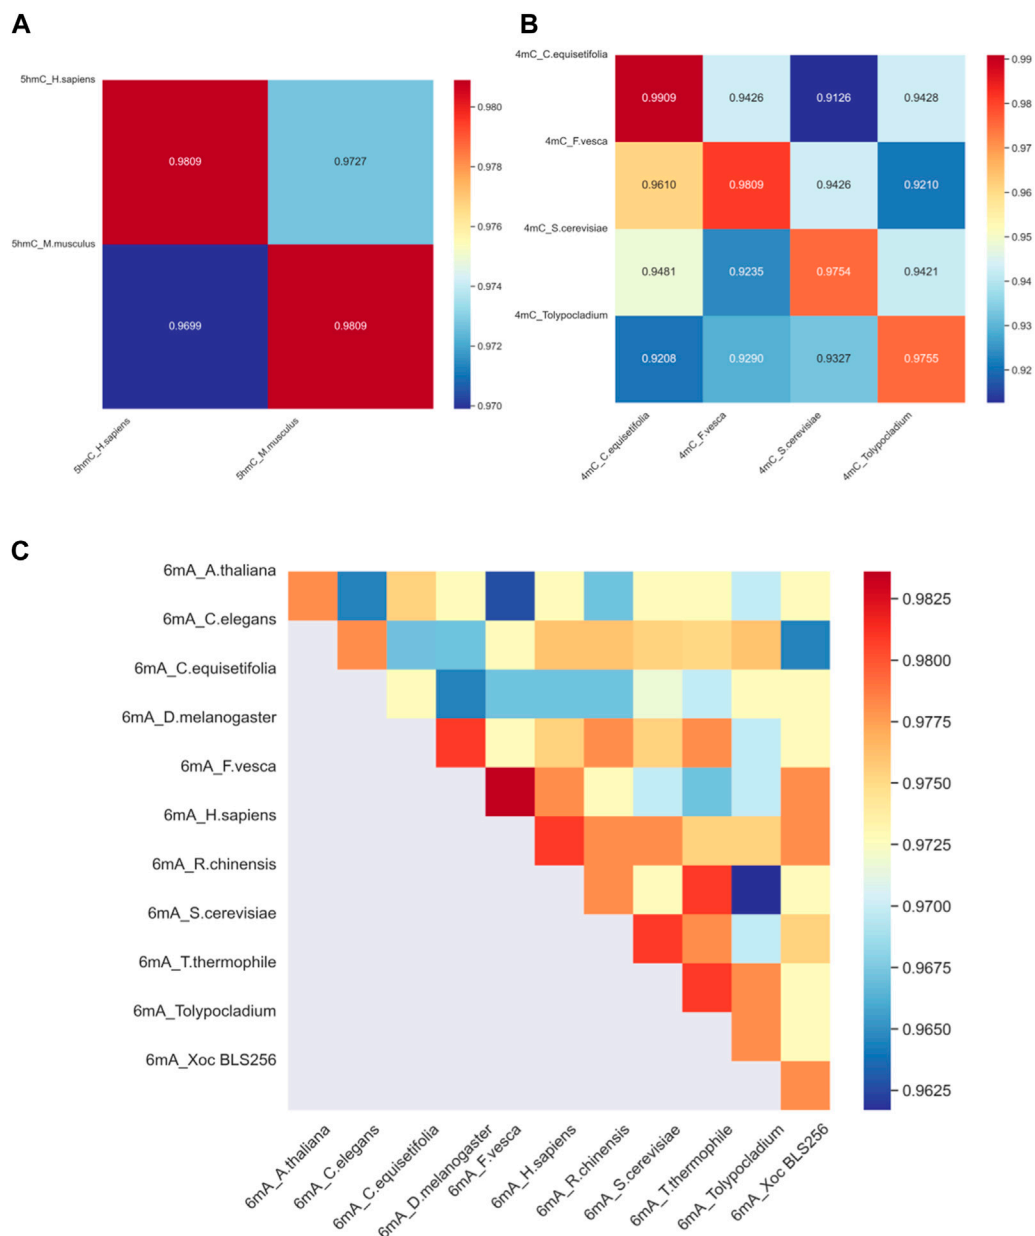 A
5hmC_H.sapiens
0.9809 0.9727
5hmC_M.musculus
0.9699 0.9809
5hmC_H.sapiens
5hmC_M.musculus
0.980
0.978
0.976
0.974
0.972
0.970
B
4mC_C.equisetifolia
0.9909 0.9426 0.9126 0.9428
4mC_F.vesca
0.9610 0.9809 0.9426 0.9210
4mC_S.cerevisiae
0.9481 0.9235 0.9754 0.9421
4mC_Tolypocladium
0.9208 0.9290 0.9327 0.9755
4mC_C.equisetifolia
4mC_F.vesca
4mC_S.cerevisiae
4mC_Tolypocladium
0.99
0.98
0.97
0.96
0.95
0.94
0.93
0.92
C
6mA_A.thaliana
6mA_C.elegans
6mA_C.equisetifolia
6mA_D.melanogaster
6mA_F.vesca
6mA_H.sapiens
6mA_R.chinensis
6mA_S.cerevisiae
6mA_T.thermophile
6mA_Tolypocladium
6mA_Xoc BLS256
6mA_A.thaliana
6mA_C.elegans
6mA_C.equisetifolia
6mA_D.melanogaster
6mA_F.vesca
6mA_H.sapiens
6mA_R.chinensis
6mA_S.cerevisiae
6mA_T.thermophile
6mA_Tolypocladium
6mA_Xoc BLS256
0.9825
0.9800
0.9775
0.9750
0.9725
0.9700
0.9675
0.9650
0.9625